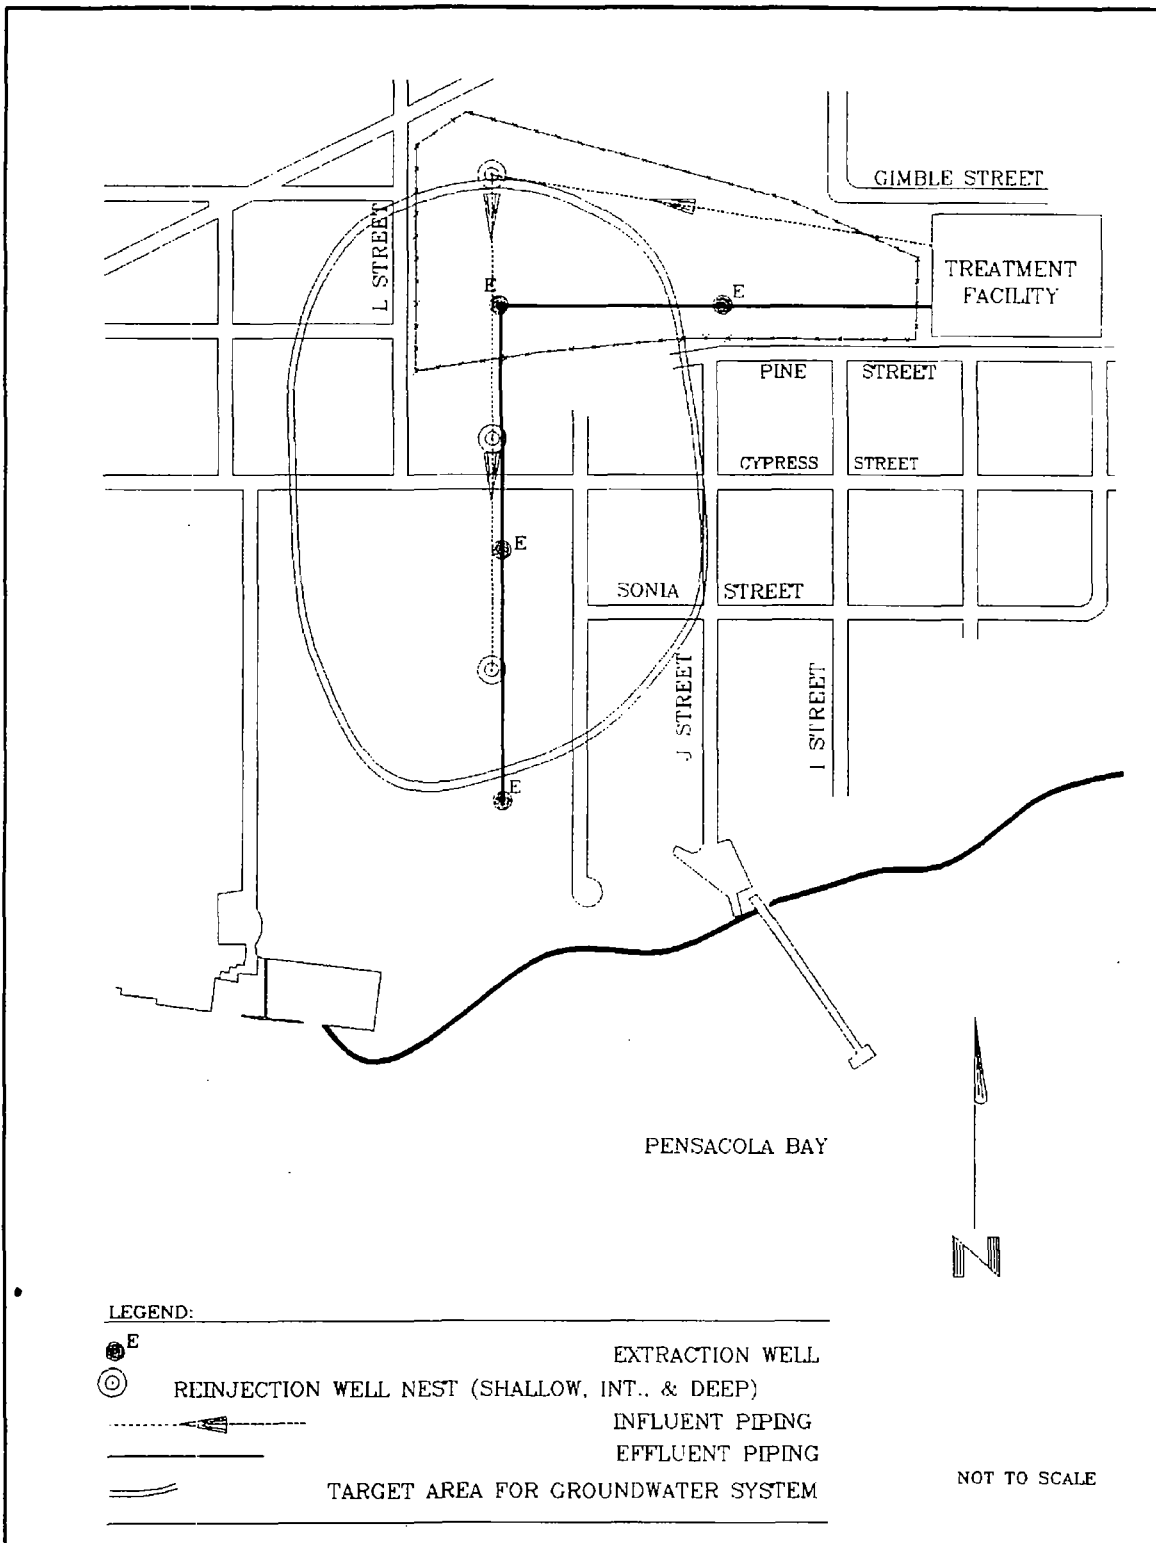 GIMBLE STREET
L STREET
TREATMENT
FACILITY
E
E
PINE STREET
CYPRESS STREET
E
SONIA STREET
J STREET
I STREET
E
PENSACOLA BAY
N
LEGEND:
E
EXTRACTION WELL
REINJECTION WELL NEST (SHALLOW, INT.. & DEEP)
INFLUENT PIPING
EFFLUENT PIPING
TARGET AREA FOR GROUNDWATER SYSTEM
NOT TO SCALE